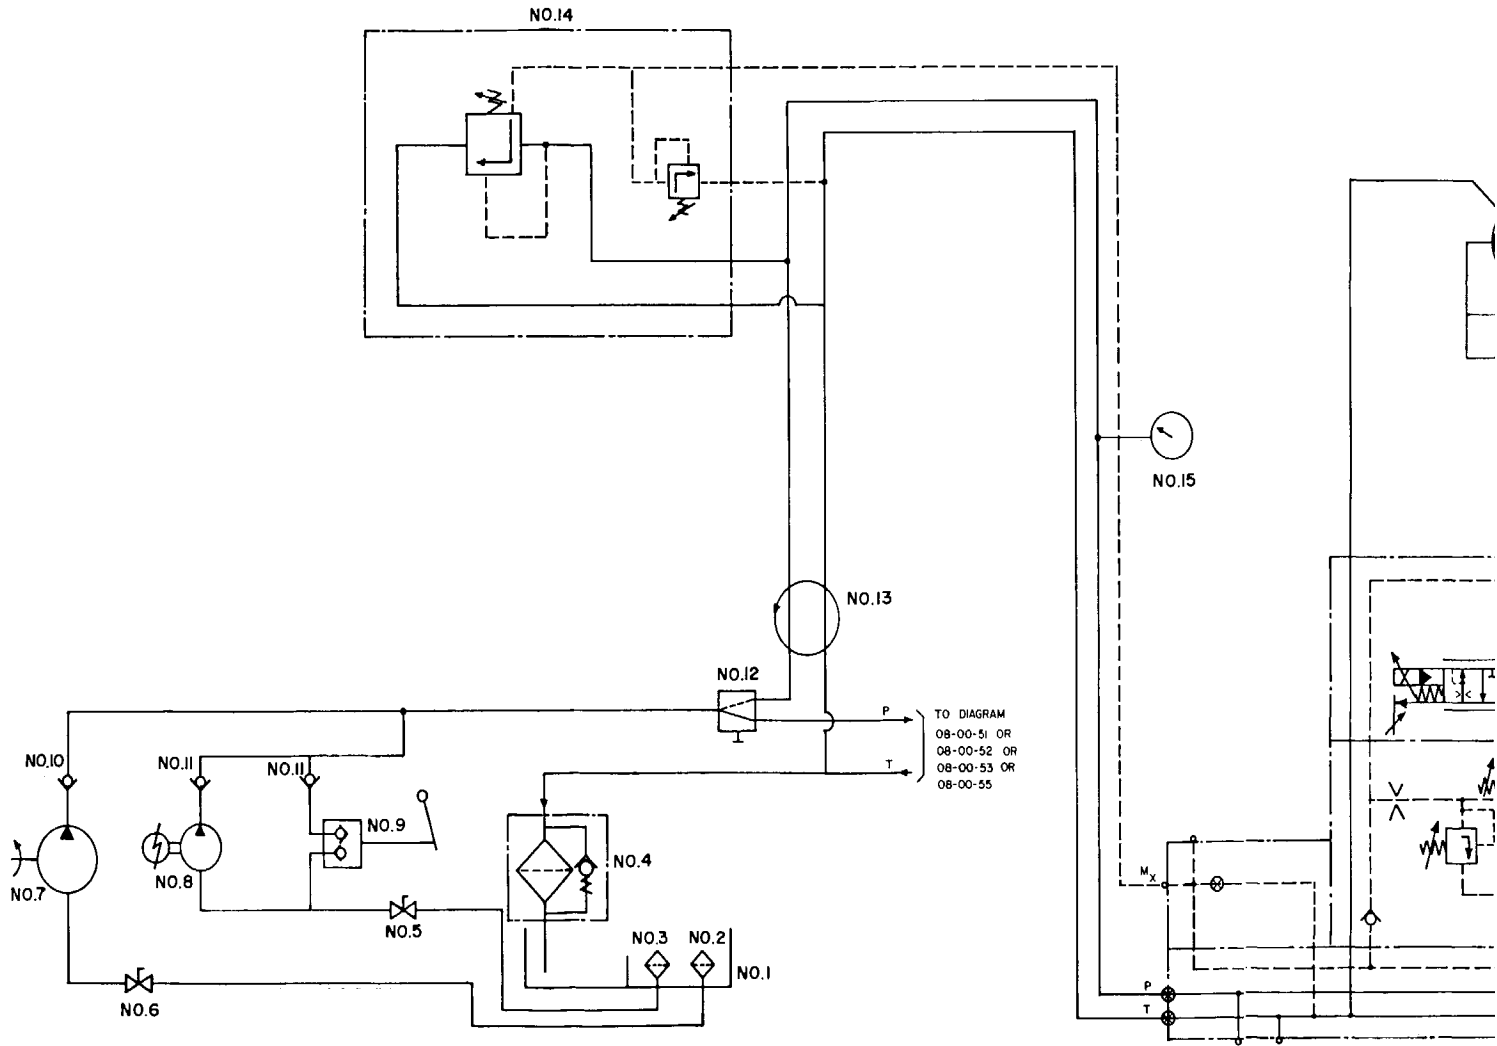 NO.14
NO.15
NO.13
NO.12
P
TO DIAGRAM
08-00-51 OR
08-00-52 OR
08-00-53 OR
08-00-55
T
NO.10
NO.11
NO.11
NO.9
NO.4
NO.7
NO.8
NO.5
NO.3
NO.2
NO.1
NO.6
MX
P
T